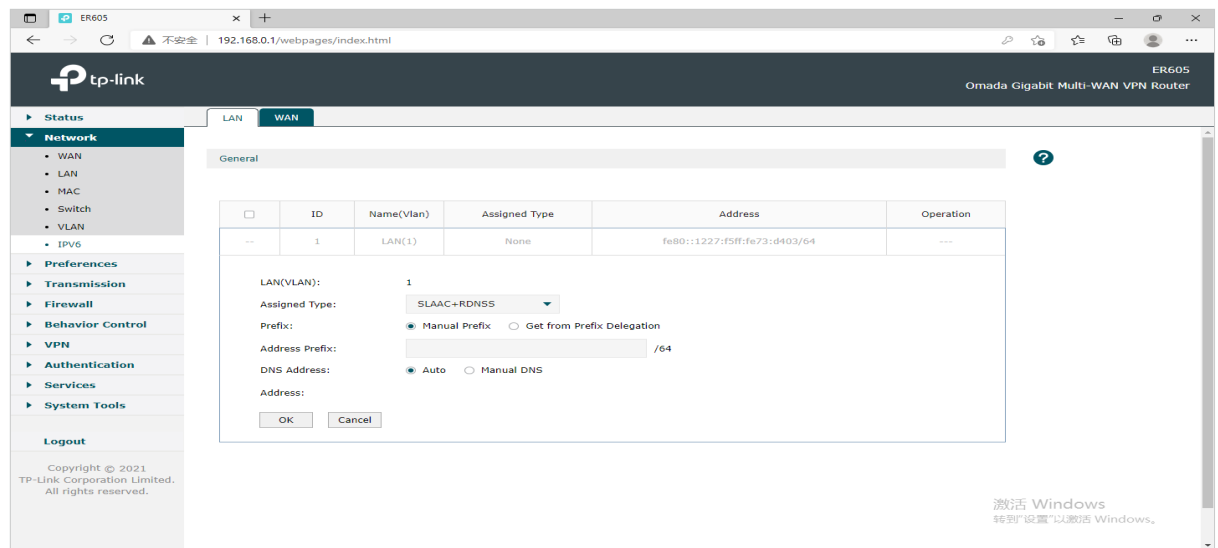 ER605
不安全 | 192.168.0.1/webpages/index.html
tp-link
ER605
Omada Gigabit Multi-WAN VPN Router
Status
Network
WAN
LAN
MAC
Switch
VLAN
IPV6
Preferences
Transmission
Firewall
Behavior Control
VPN
Authentication
Services
System Tools
Logout
Copyright © 2021
TP-Link Corporation Limited.
All rights reserved.
LAN WAN
General
?
ID Name(Vlan) Assigned Type Address Operation
-- 1 LAN(1) None fe80::1227:f5ff:fe73:d403/64 ---
LAN(VLAN): 1
Assigned Type: SLAAC+RDNSS
Prefix: Manual Prefix Get from Prefix Delegation
Address Prefix: /64
DNS Address: Auto Manual DNS
Address:
OK Cancel
激活 Windows
转到"设置"以激活 Windows。